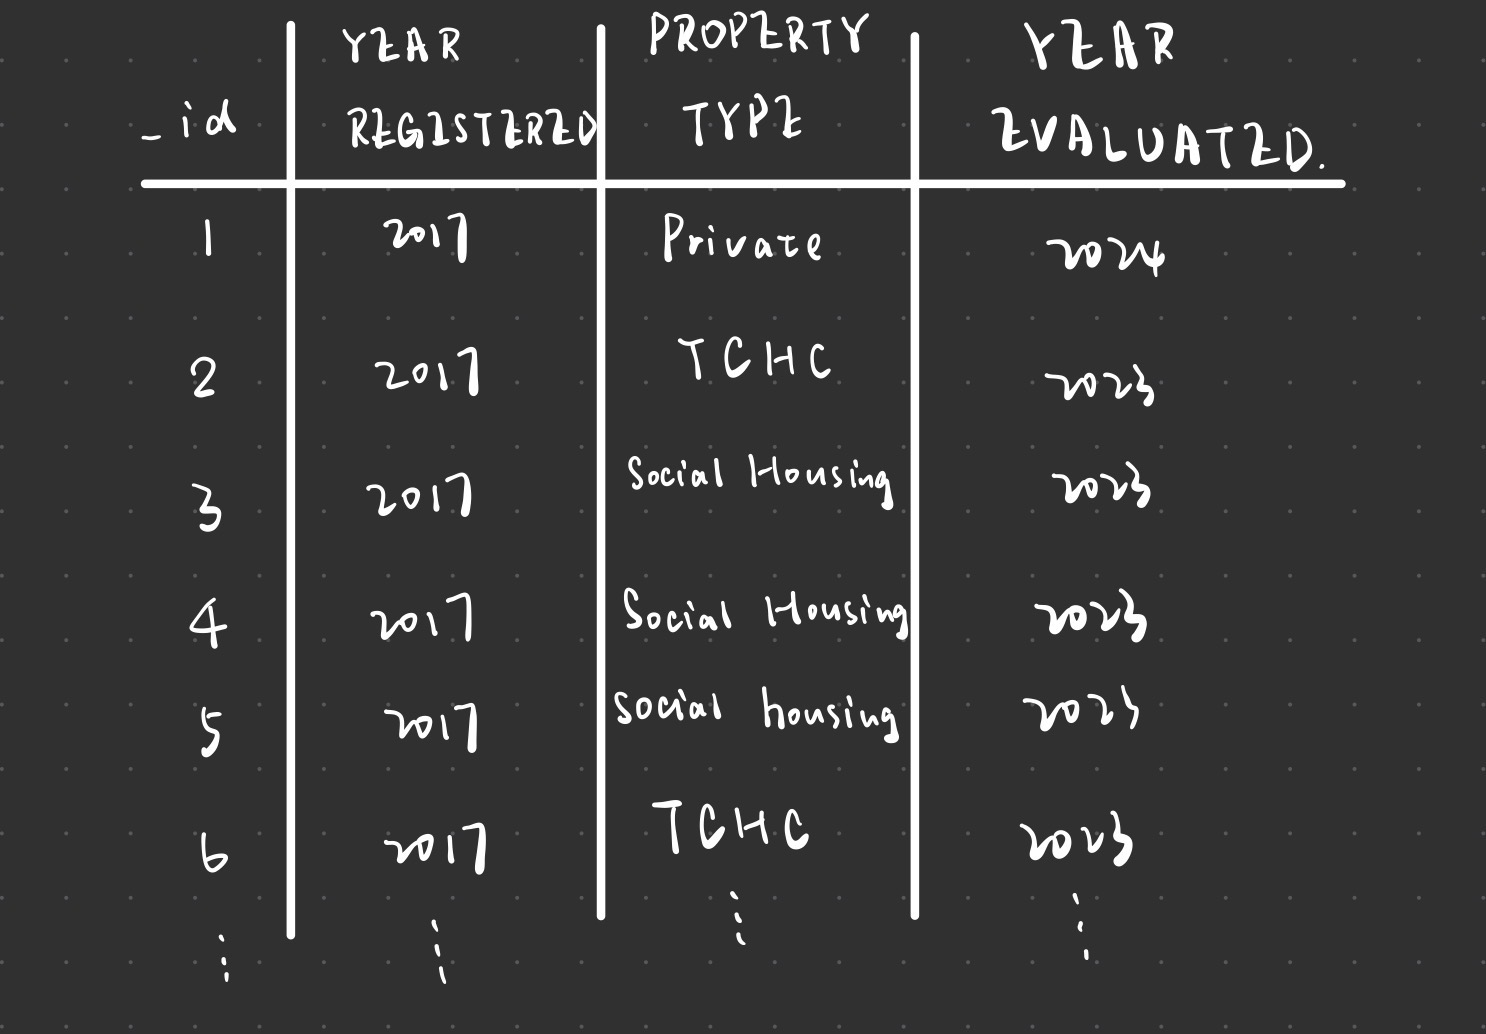 _id YEAR REGISTERED PROPERTY TYPE YEAR EVALUATED.
1 2017 Private 2024
2 2017 TCHC 2023
3 2017 Social Housing 2023
4 2017 Social Housing 2023
5 2017 Social housing 2023
6 2017 TCHC 2023
⋮ ⋮ ⋮ ⋮